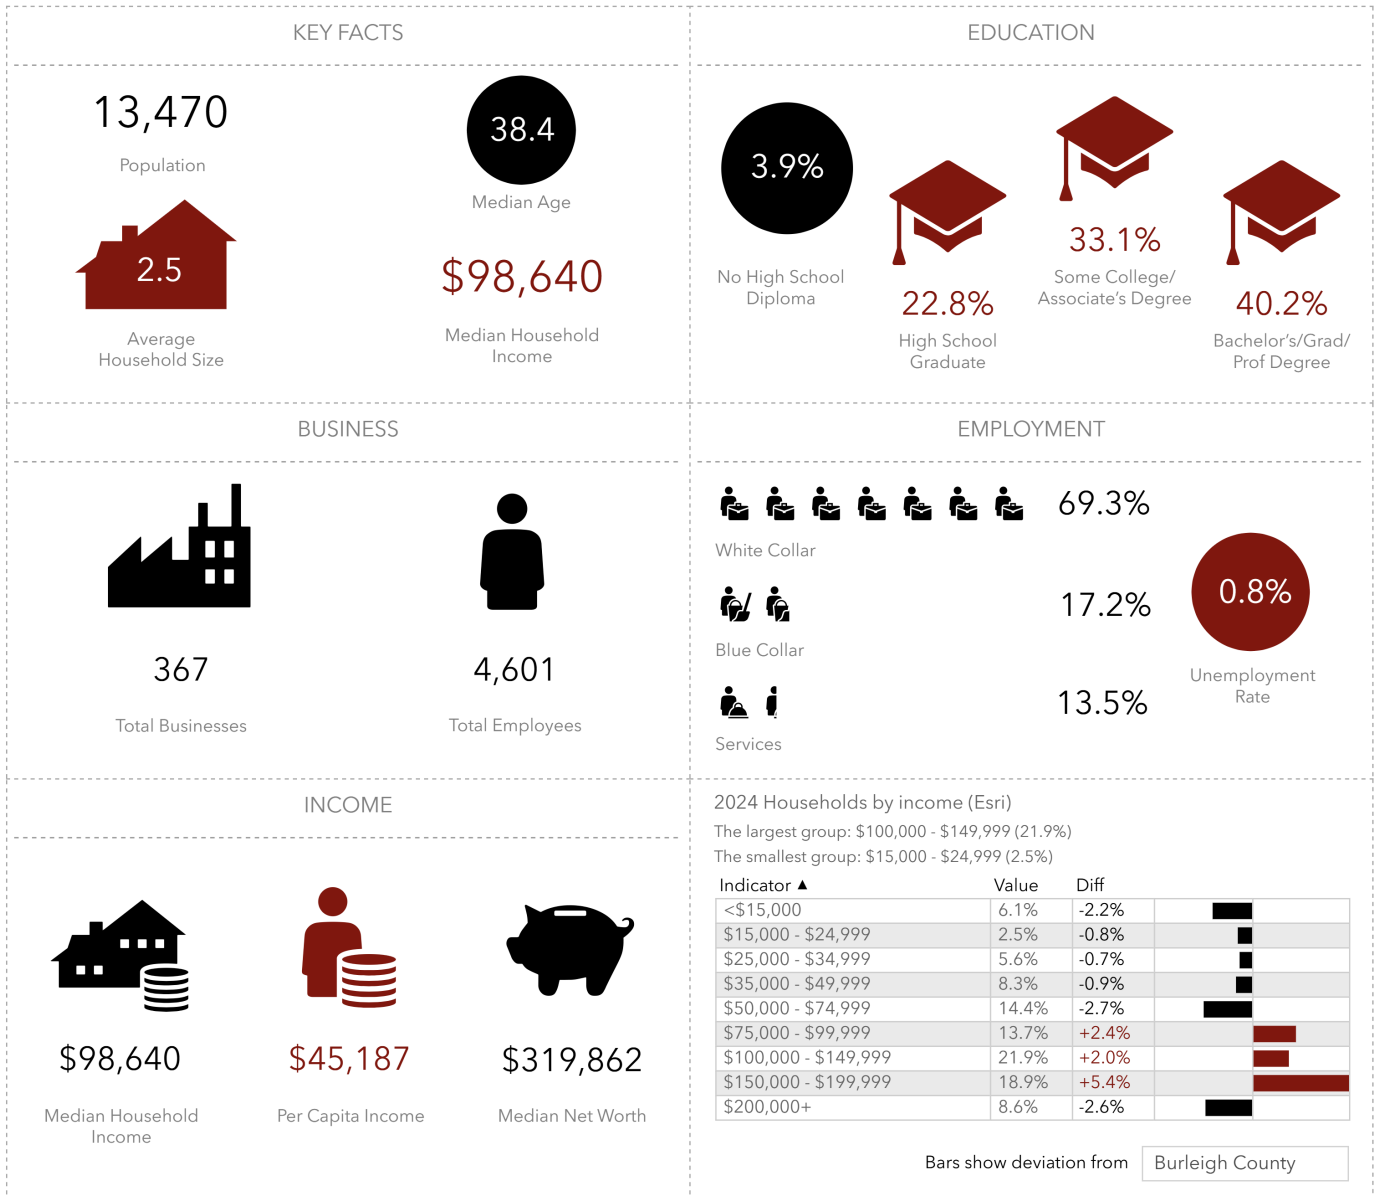 KEY FACTS
13,470
Population
38.4
Median Age
2.5
Average
Household Size
$98,640
Median Household
Income
EDUCATION
3.9%
No High School
Diploma
22.8%
High School
Graduate
33.1%
Some College/
Associate's Degree
40.2%
Bachelor's/Grad/
Prof Degree
BUSINESS
367
Total Businesses
4,601
Total Employees
EMPLOYMENT
69.3%
White Collar
17.2%
Blue Collar
13.5%
Services
0.8%
Unemployment
Rate
INCOME
$98,640
Median Household
Income
$45,187
Per Capita Income
$319,862
Median Net Worth
2024 Households by income (Esri)
The largest group: $100,000 - $149,999 (21.9%)
The smallest group: $15,000 - $24,999 (2.5%)
Indicator ▲ Value Diff
<$15,000 6.1% -2.2%
$15,000 - $24,999 2.5% -0.8%
$25,000 - $34,999 5.6% -0.7%
$35,000 - $49,999 8.3% -0.9%
$50,000 - $74,999 14.4% -2.7%
$75,000 - $99,999 13.7% +2.4%
$100,000 - $149,999 21.9% +2.0%
$150,000 - $199,999 18.9% +5.4%
$200,000+ 8.6% -2.6%
Bars show deviation from Burleigh County